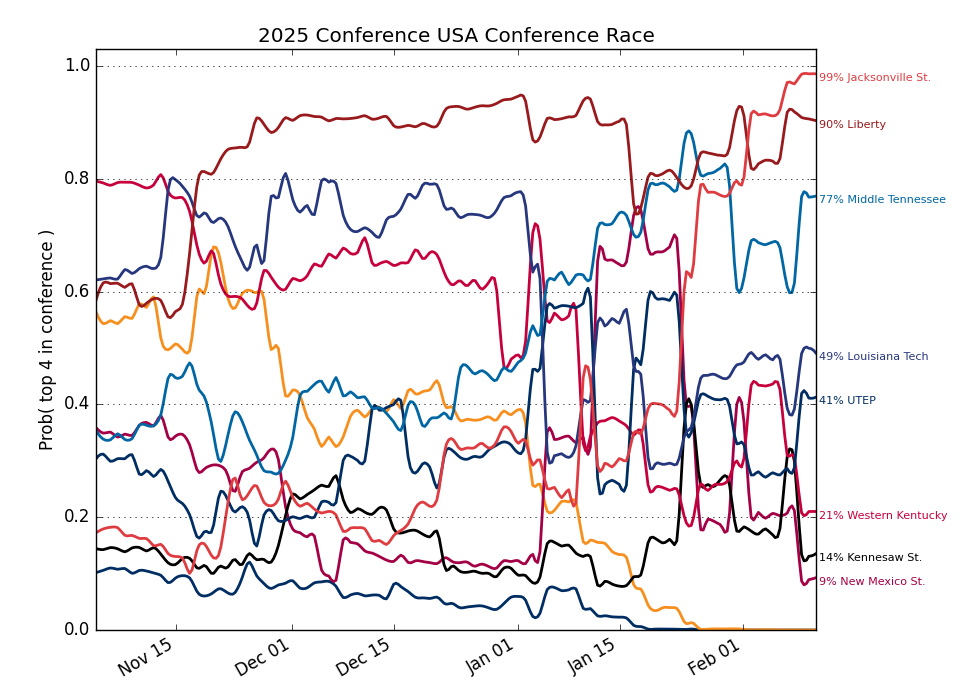 2025 Conference USA Conference Race
Prob( top 4 in conference )
1.0
0.8
0.6
0.4
0.2
0.0
Nov 15
Dec 01
Dec 15
Jan 01
Jan 15
Feb 01
99% Jacksonville St.
90% Liberty
77% Middle Tennessee
49% Louisiana Tech
41% UTEP
21% Western Kentucky
14% Kennesaw St.
9% New Mexico St.